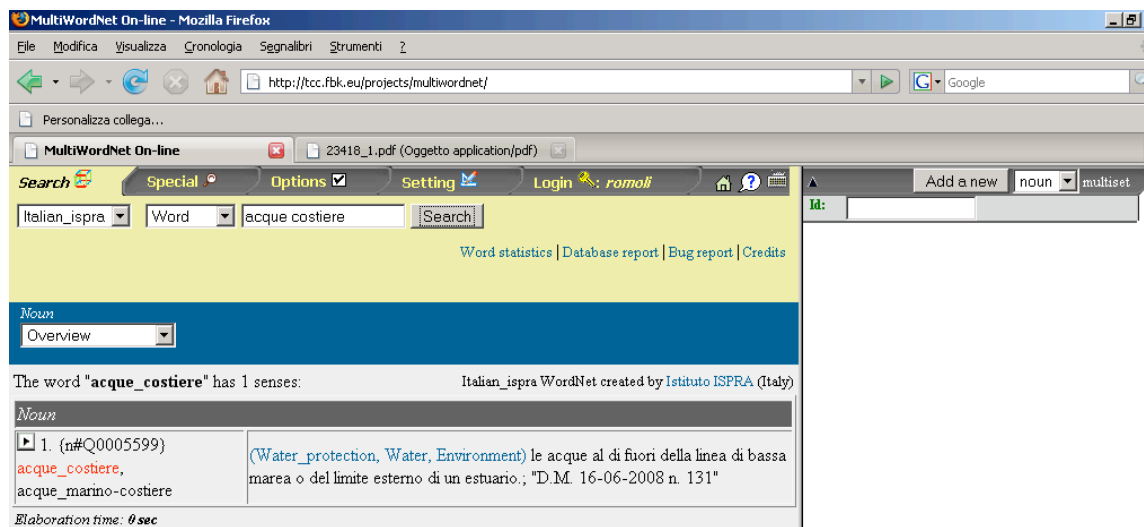 MultiWordNet On-line - Mozilla Firefox
File Modifica Visualizza Cronologia Segnalibri Strumenti ?
http://tcc.fbk.eu/projects/multiwordnet/ G Google
Personalizza collega...
MultiWordNet On-line 23418_1.pdf (Oggetto application/pdf)
Search Special Options Setting Login : romoli Add a new noun multiset
Italian_ispra Word acque costiere Search Id:
Word statistics | Database report | Bug report | Credits
Noun
Overview
The word "acque_costiere" has 1 senses: Italian_ispra WordNet created by Istituto ISPRA (Italy)
Noun
1. {n#Q0005599}
acque_costiere,
acque_marino-costiere
(Water_protection, Water, Environment) le acque al di fuori della linea di bassa
marea o del limite esterno di un estuario.; "D.M. 16-06-2008 n. 131"
Elaboration time: 0 sec